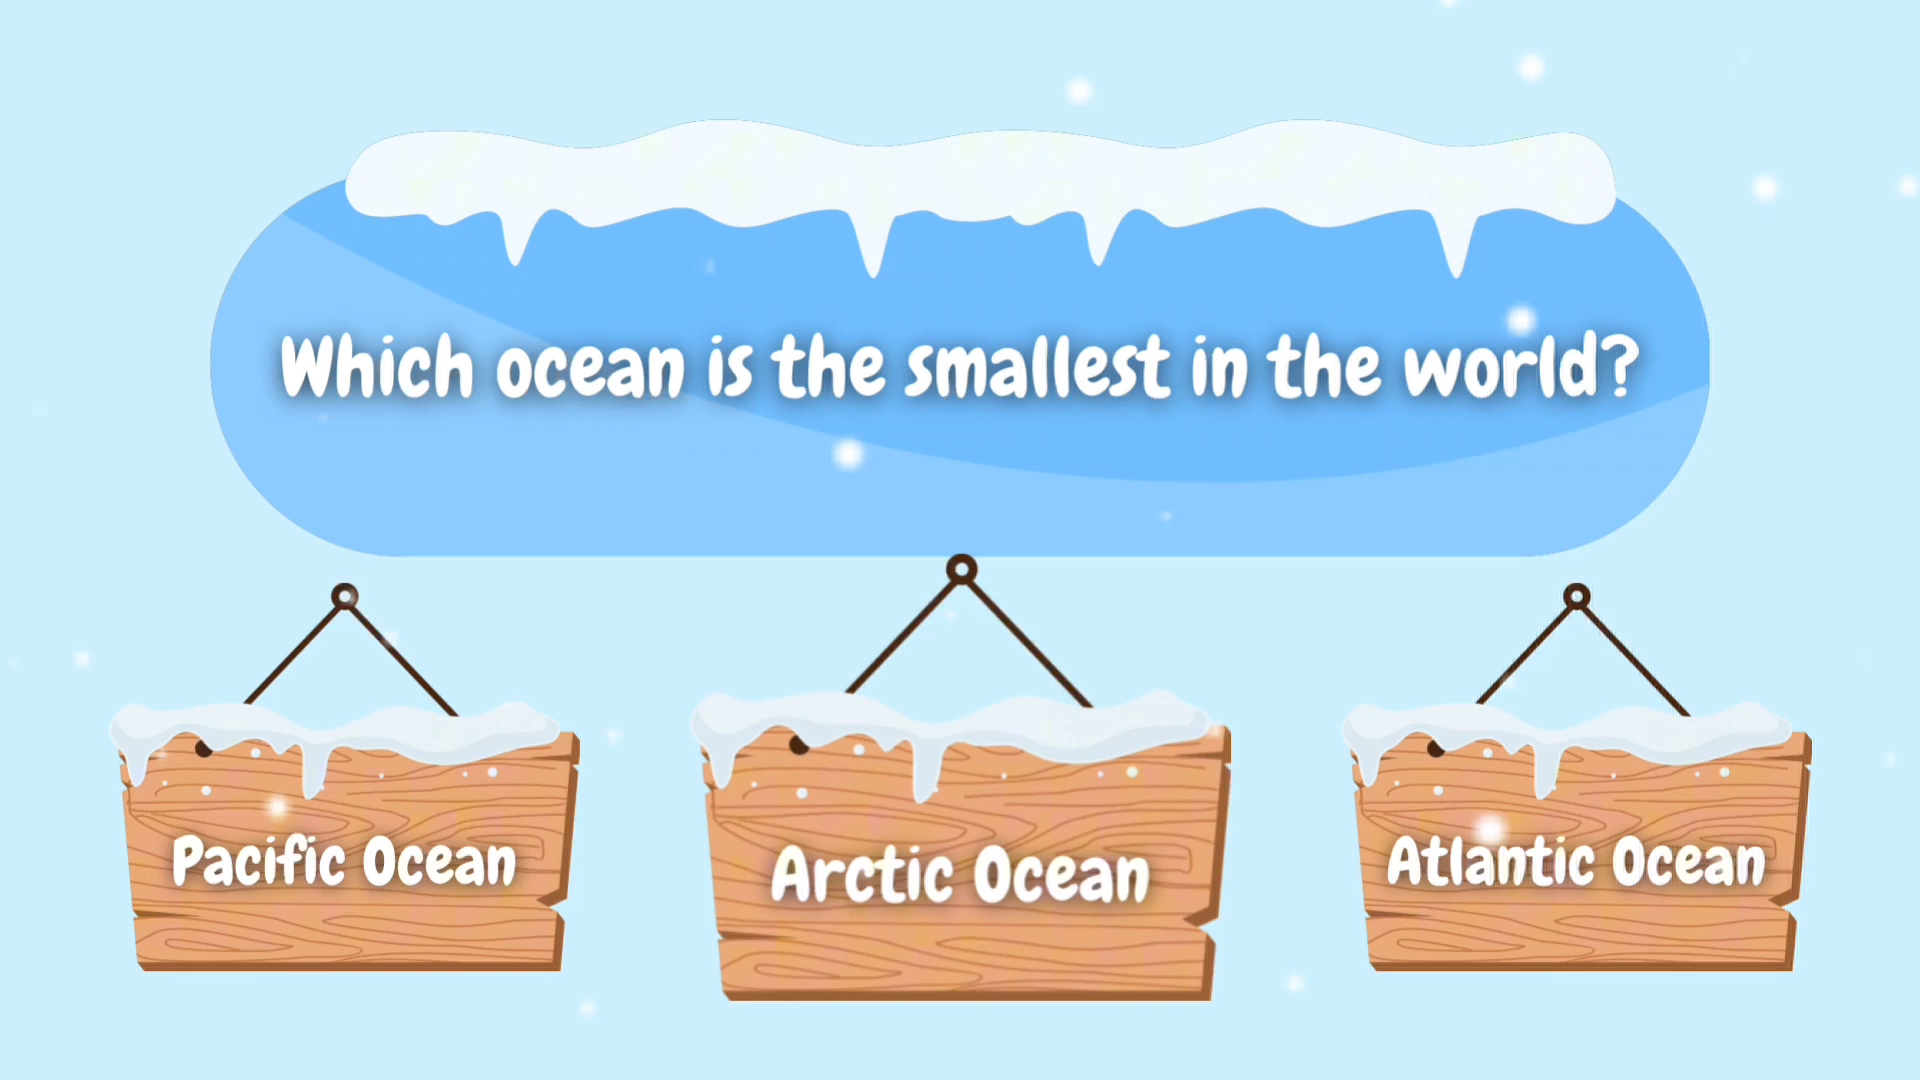 Which ocean is the smallest in the world?
Pacific Ocean
Arctic Ocean
Atlantic Ocean